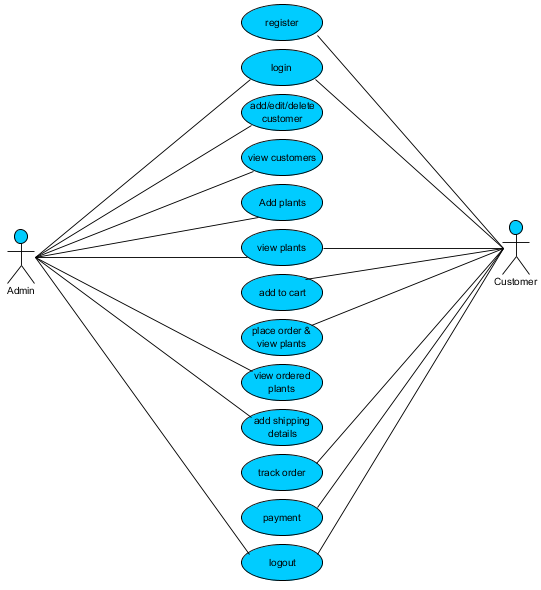 register
login
add/edit/delete
customer
view customers
Add plants
view plants
Admin
Customer
add to cart
place order &
view plants
view ordered
plants
add shipping
details
track order
payment
logout